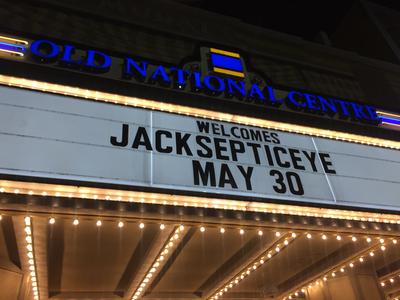 OLD NATIONAL CENTRE
WELCOMES
JACKSEPTICEYE
MAY 30